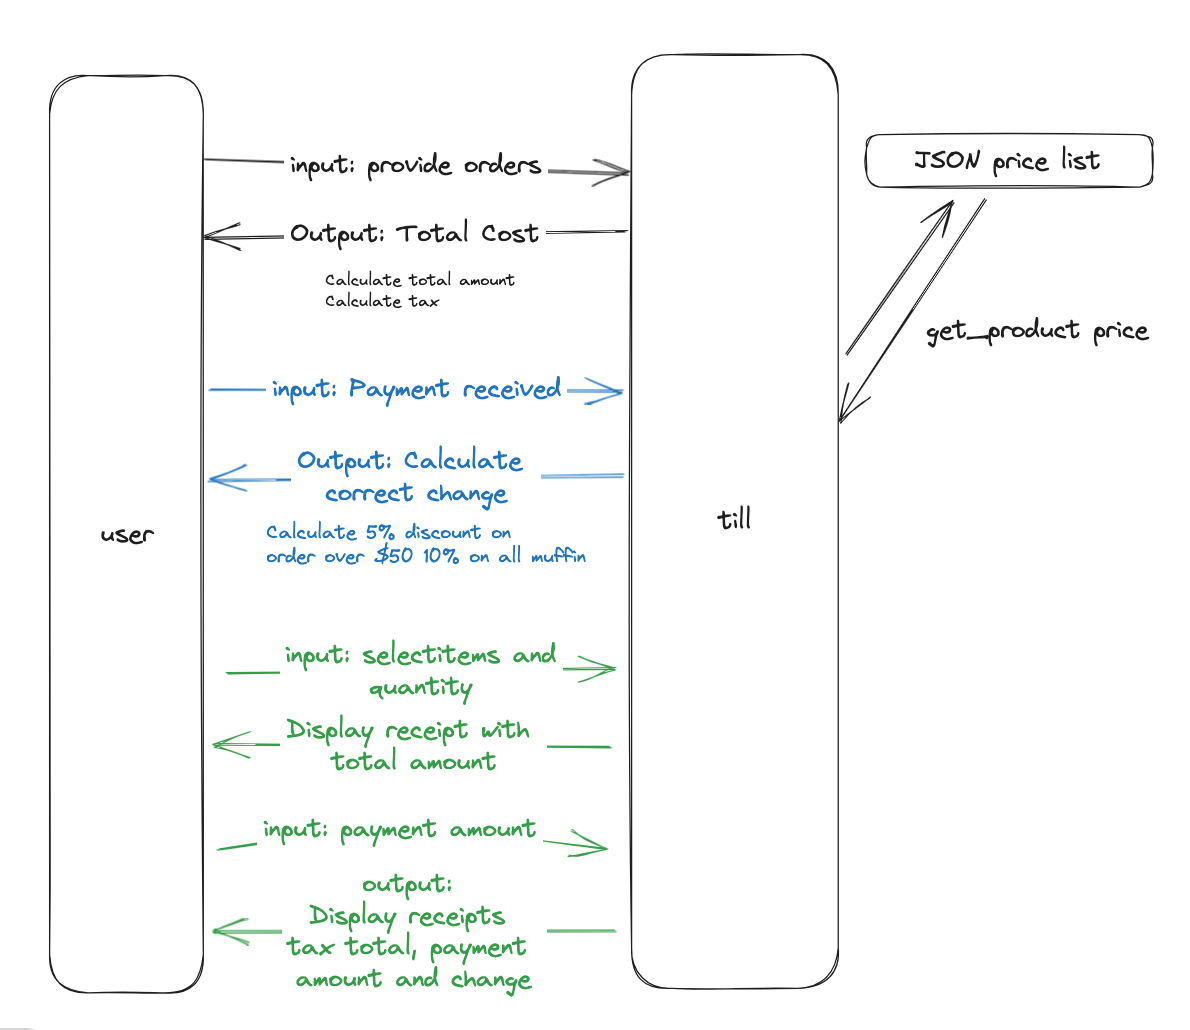 input: provide orders
JSON price list
Output: Total Cost
Calculate total amount
Calculate tax
get_product price
input: Payment received
Output: Calculate
correct change
Calculate 5% discount on
order over $50 10% on all muffin
user
till
input: selectitems and
quantity
Display receipt with
total amount
input: payment amount
output:
Display receipts
tax total, payment
amount and change